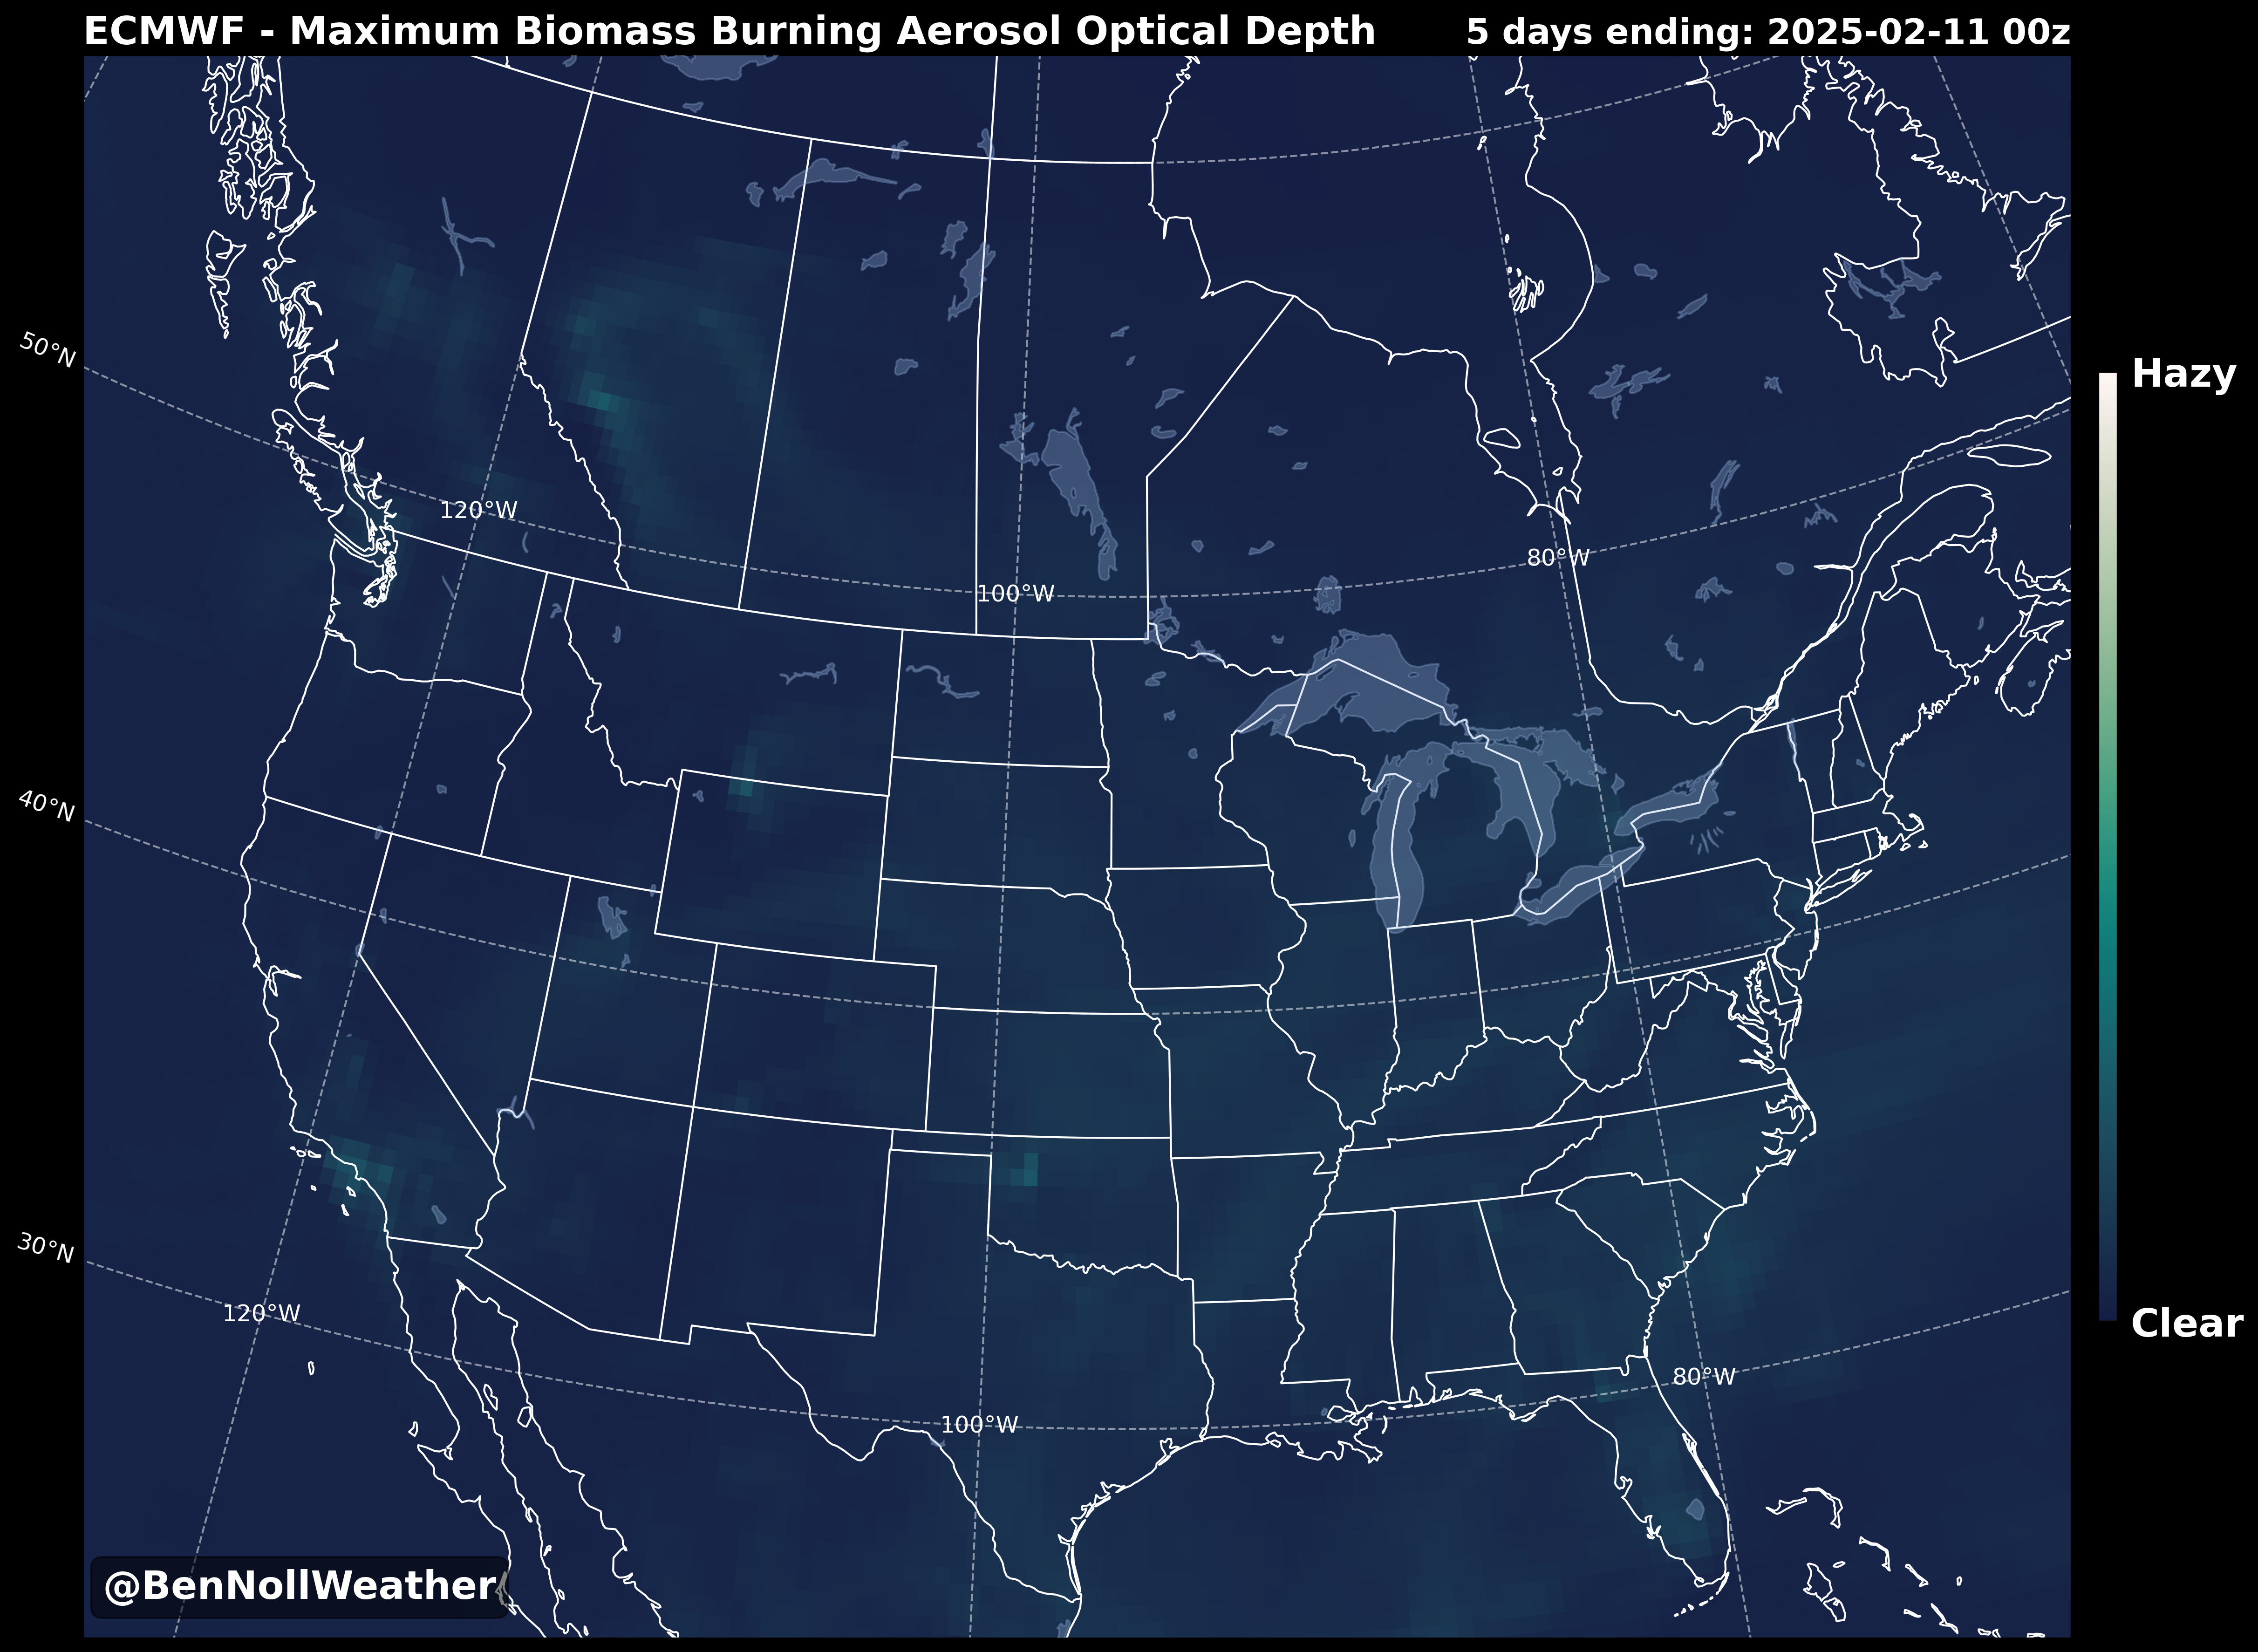 ECMWF - Maximum Biomass Burning Aerosol Optical Depth
5 days ending: 2025-02-11 00z
50°N
40°N
30°N
120°W
100°W
80°W
120°W
100°W
80°W
Hazy
Clear
@BenNollWeather